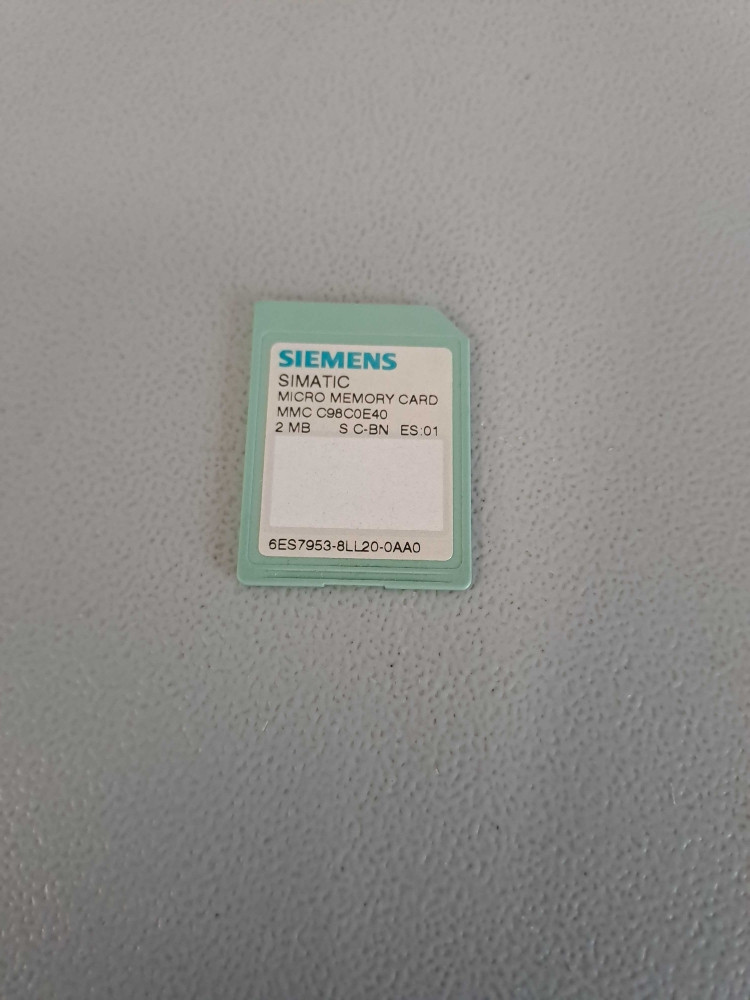 SIEMENS
SIMATIC
MICRO MEMORY CARD
MMC C98C0E40
2 MB S C-BN ES:01
6ES7953-8LL20-0AA0